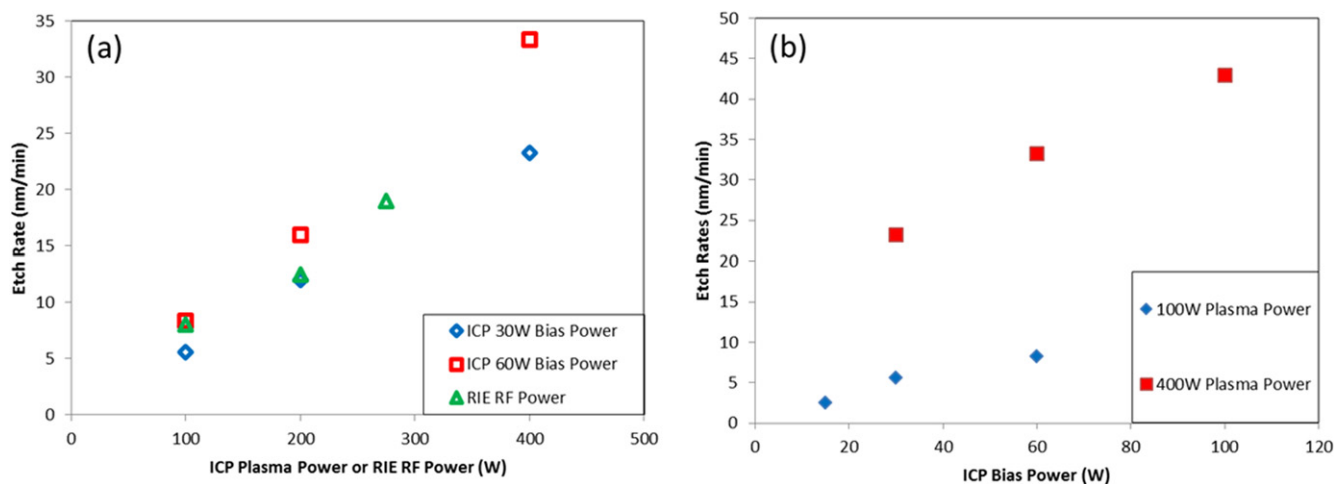 (a)
35
30
25
20
15
10
5
0
Etch Rate (nm/min)
0 100 200 300 400 500
ICP Plasma Power or RIE RF Power (W)
ICP 30W Bias Power
ICP 60W Bias Power
RIE RF Power
(b)
50
45
40
35
30
25
20
15
10
5
0
Etch Rates (nm/min)
0 20 40 60 80 100 120
ICP Bias Power (W)
100W Plasma Power
400W Plasma Power